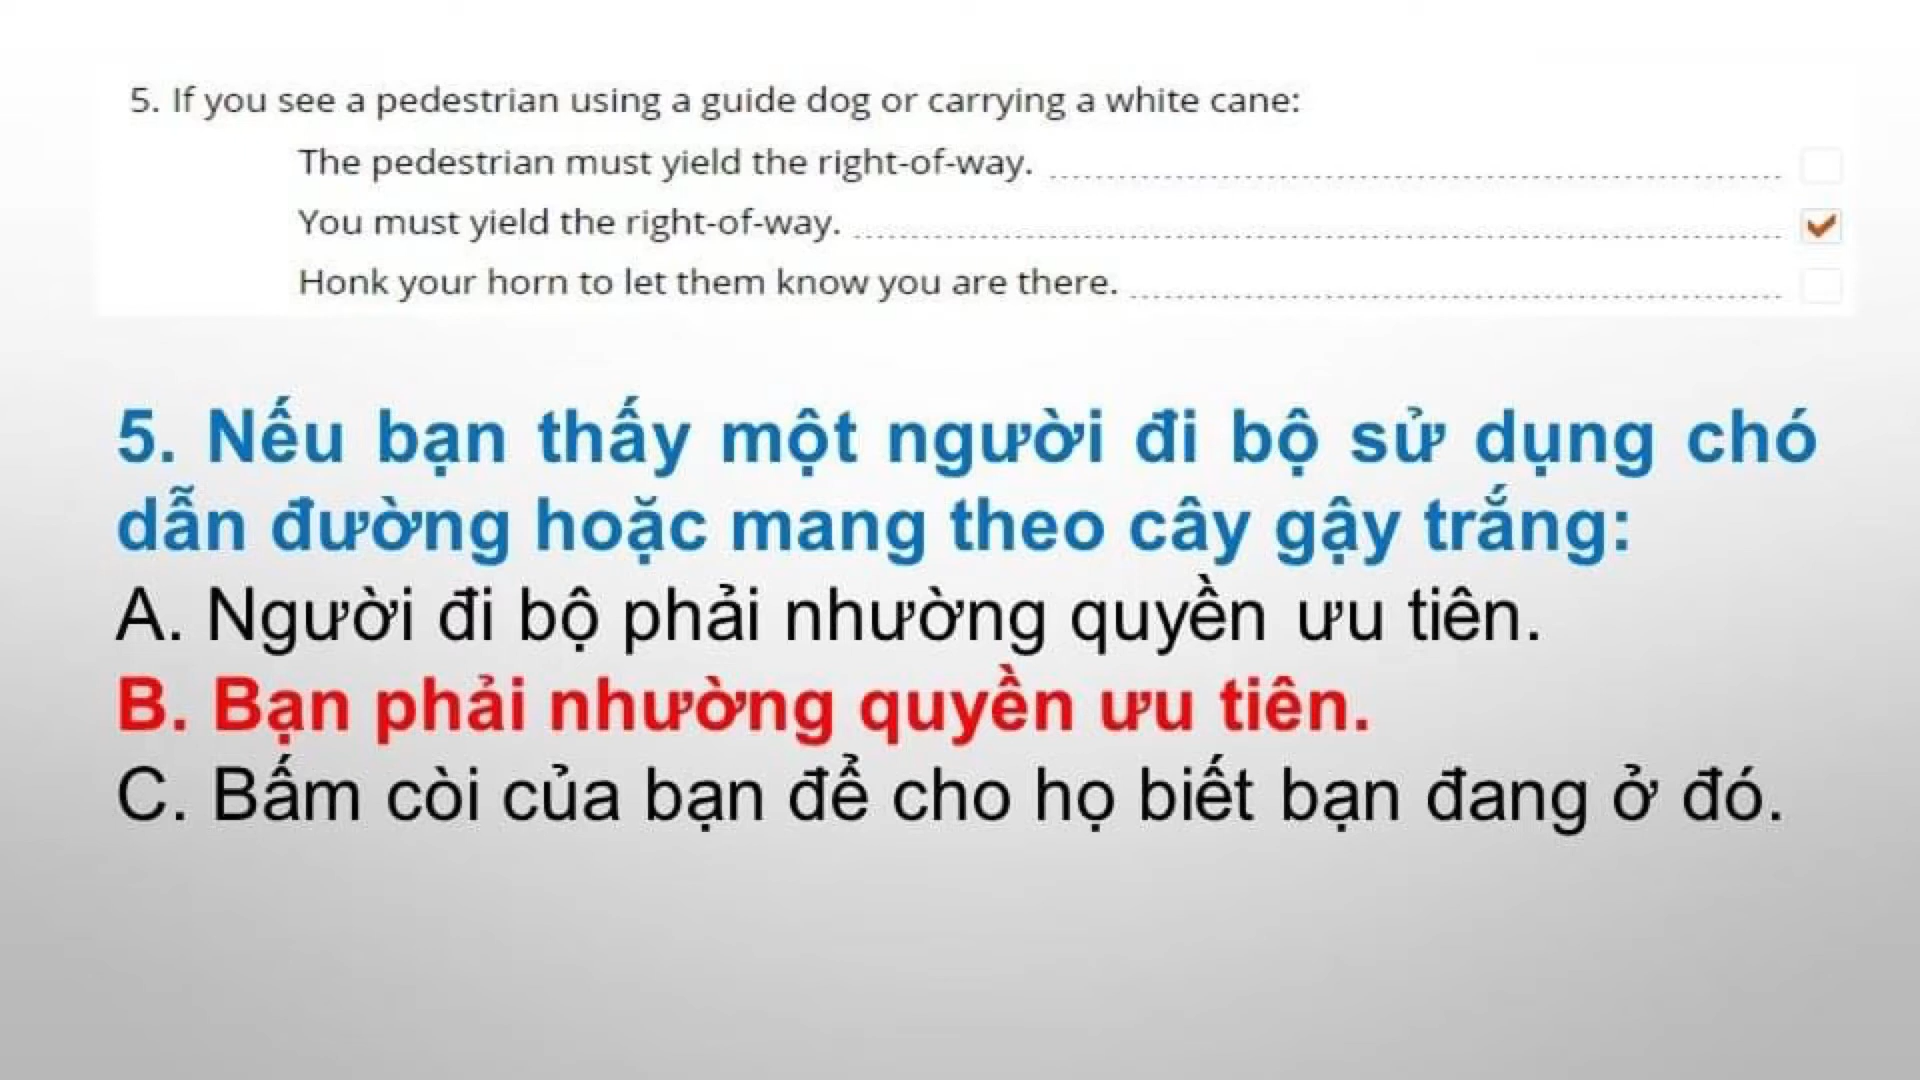 5. If you see a pedestrian using a guide dog or carrying a white cane:
The pedestrian must yield the right-of-way.
You must yield the right-of-way.
Honk your horn to let them know you are there.
5. Nếu bạn thấy một người đi bộ sử dụng chó
dẫn đường hoặc mang theo cây gậy trắng:
A. Người đi bộ phải nhường quyền ưu tiên.
B. Bạn phải nhường quyền ưu tiên.
C. Bấm còi của bạn để cho họ biết bạn đang ở đó.